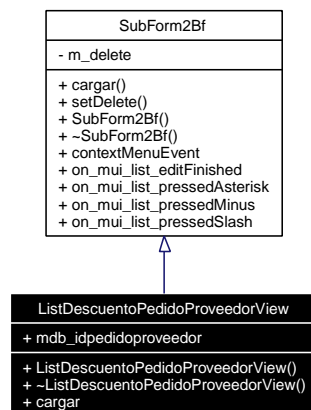 SubForm2Bf
- m_delete
+ cargar()
+ setDelete()
+ SubForm2Bf()
+ ~SubForm2Bf()
+ contextMenuEvent
+ on_mui_list_editFinished
+ on_mui_list_pressedAsterisk
+ on_mui_list_pressedMinus
+ on_mui_list_pressedSlash
ListDescuentoPedidoProveedorView
+ mdb_idpedidoproveedor
+ ListDescuentoPedidoProveedorView()
+ ~ListDescuentoPedidoProveedorView()
+ cargar